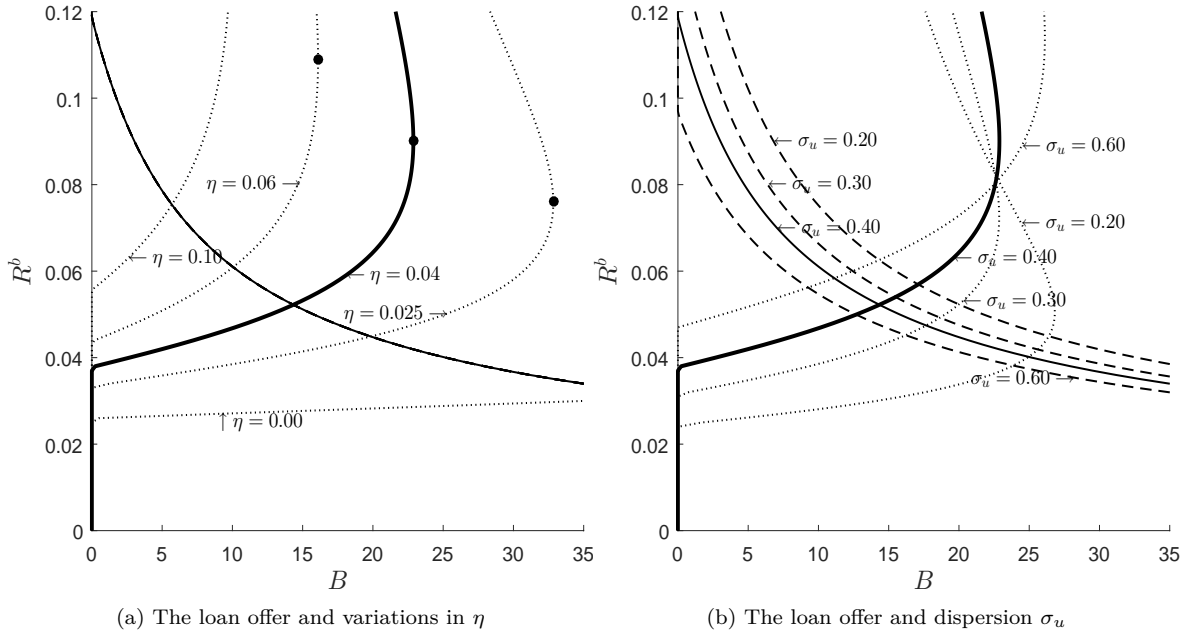 0.12
0.1
0.08
0.06
0.04
0.02
0
R^b
η = 0.06 →
← η = 0.10
← η = 0.04
η = 0.025 →
↑ η = 0.00
0 5 10 15 20 25 30 35
B
(a) The loan offer and variations in η
0.12
0.1
0.08
0.06
0.04
0.02
0
R^b
← σ_u = 0.20
← σ_u = 0.60
← σ_u = 0.30
← σ_u = 0.20
← σ_u = 0.40
σ_u = 0.40
← σ_u = 0.30
σ_u = 0.60 →
0 5 10 15 20 25 30 35
B
(b) The loan offer and dispersion σ_u